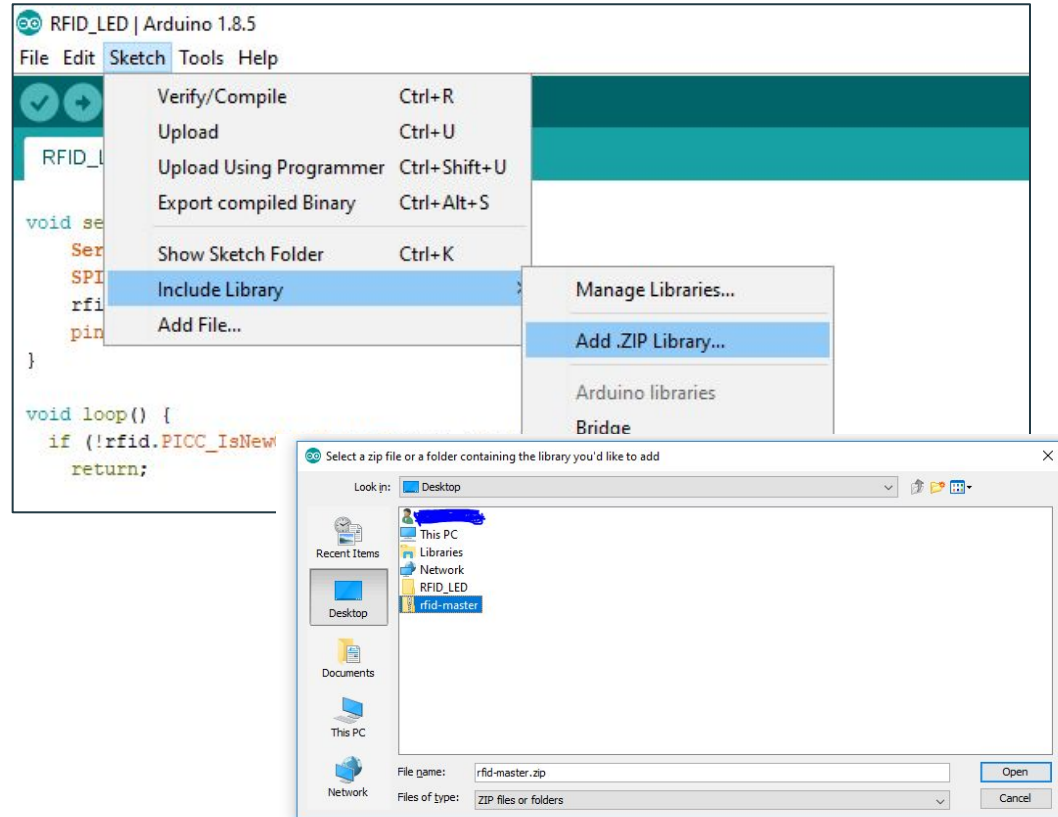 RFID_LED | Arduino 1.8.5
File Edit Sketch Tools Help
Verify/Compile Ctrl+R
Upload Ctrl+U
RFID_L
Upload Using Programmer Ctrl+Shift+U
Export compiled Binary Ctrl+Alt+S
void se
Ser
Show Sketch Folder Ctrl+K
SPI
Include Library
Manage Libraries...
rfi
Add File...
pin
Add .ZIP Library...
}
Arduino libraries
Bridge
void loop() {
if (!rfid.PICC_IsNew
return;
Select a zip file or a folder containing the library you'd like to add
Look in: Desktop
This PC
Libraries
Network
RFID_LED
rfid-master
Recent Items
Desktop
Documents
This PC
Network
File name: rfid-master.zip Open
Files of type: ZIP files or folders Cancel